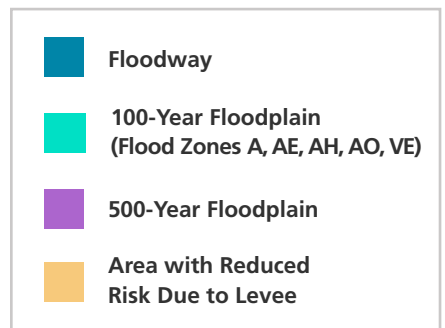 Floodway
100-Year Floodplain
(Flood Zones A, AE, AH, AO, VE)
500-Year Floodplain
Area with Reduced
Risk Due to Levee